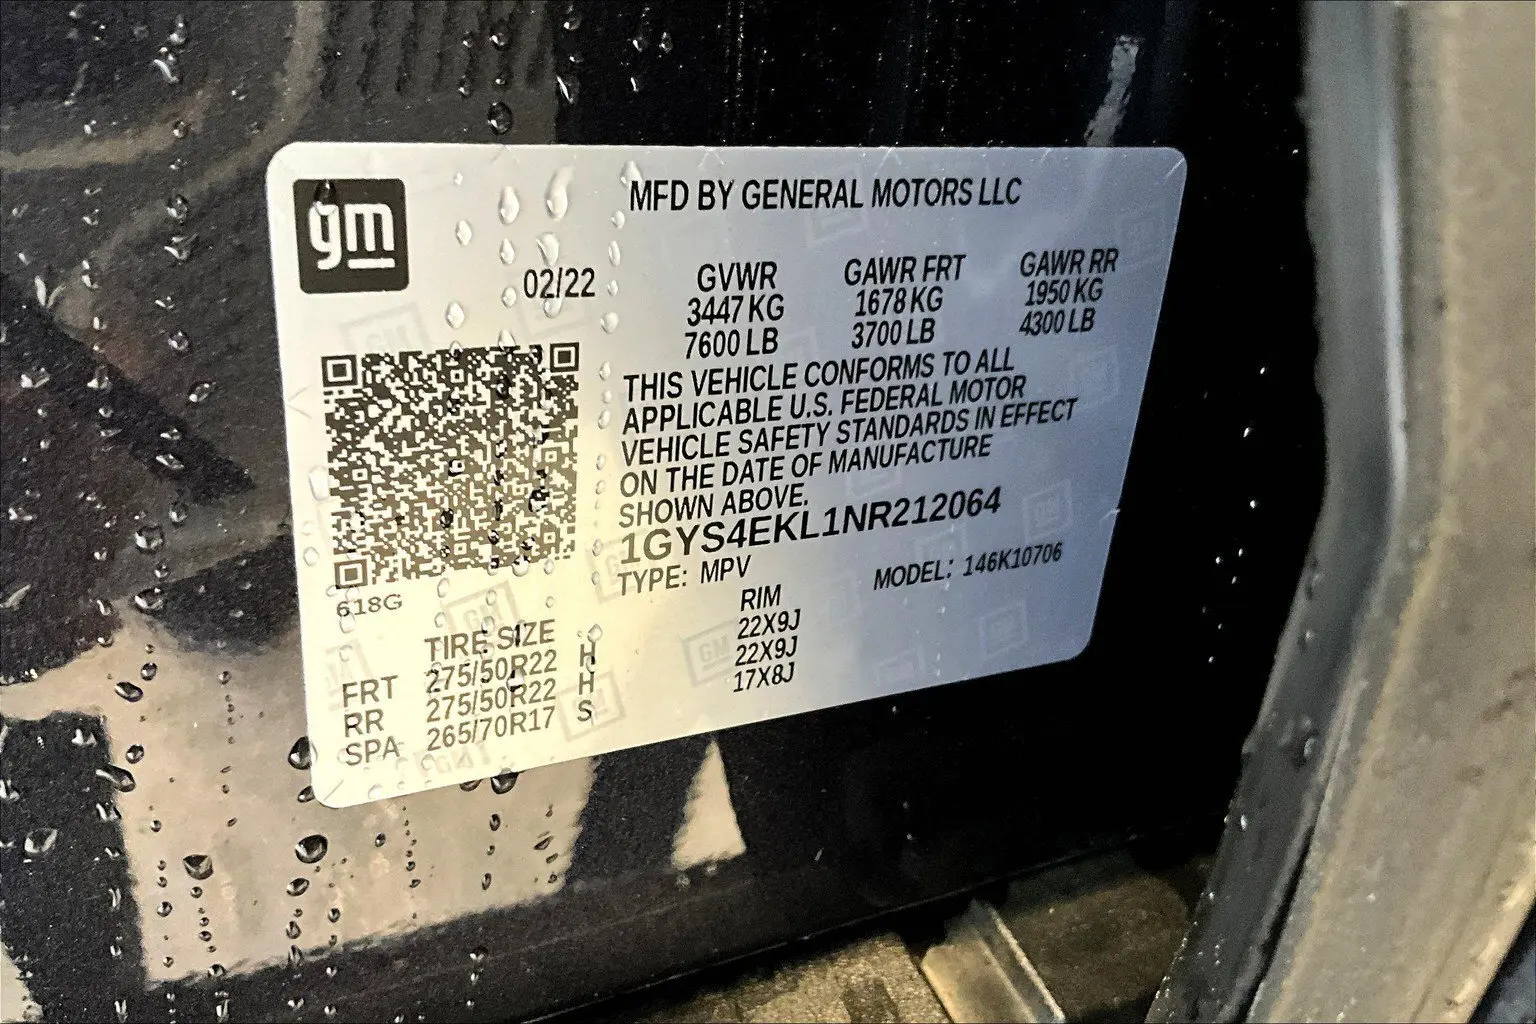 gm
MFD BY GENERAL MOTORS LLC
02/22
GVWR GAWR FRT GAWR RR
3447 KG 1678 KG 1950 KG
7600 LB 3700 LB 4300 LB
THIS VEHICLE CONFORMS TO ALL
APPLICABLE U.S. FEDERAL MOTOR
VEHICLE SAFETY STANDARDS IN EFFECT
ON THE DATE OF MANUFACTURE
SHOWN ABOVE.
1GYS4EKL1NR212064
TYPE: MPV MODEL: 146K10706
618G
TIRE SIZE RIM
FRT 275/50R22 H 22X9J
RR 275/50R22 H 22X9J
SPA 265/70R17 S 17X8J